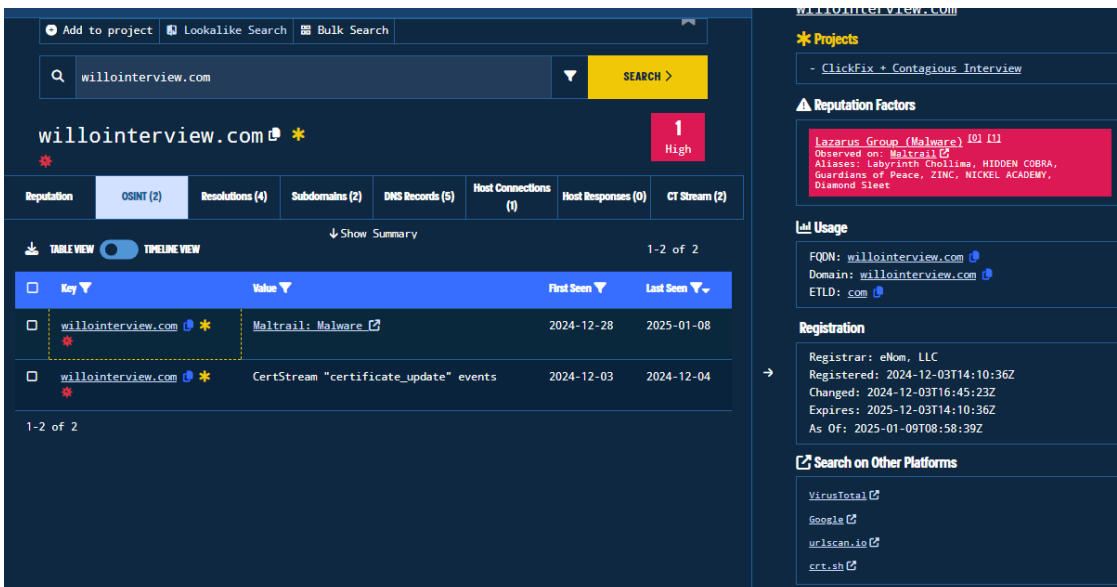 Add to project
Lookalike Search
Bulk Search
willointerview.com
SEARCH
willointerview.com
1
High
Reputation
OSINT (2)
Resolutions (4)
Subdomains (2)
DNS Records (5)
Host Connections
(1)
Host Responses (0)
CT Stream (2)
Show Summary
TABLE VIEW
TIMELINE VIEW
1-2 of 2
Key
Value
First Seen
Last Seen
willointerview.com
Maltrail: Malware
2024-12-28
2025-01-08
willointerview.com
CertStream "certificate_update" events
2024-12-03
2024-12-04
1-2 of 2
willointerview.com
Projects
- ClickFix + Contagious Interview
Reputation Factors
Lazarus Group (Malware) [0] [1]
Observed on: Maltrail
Aliases: Labyrinth Chollima, HIDDEN COBRA,
Guardians of Peace, ZINC, NICKEL ACADEMY,
Diamond Sleet
Usage
FQDN: willointerview.com
Domain: willointerview.com
ETLD: com
Registration
Registrar: eNom, LLC
Registered: 2024-12-03T14:10:36Z
Changed: 2024-12-03T16:45:23Z
Expires: 2025-12-03T14:10:36Z
As Of: 2025-01-09T08:58:39Z
Search on Other Platforms
VirusTotal
Google
urlscan.io
crt.sh